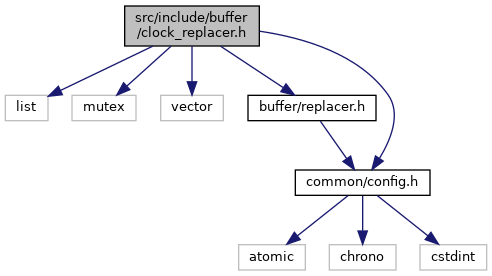 src/include/buffer
/clock_replacer.h
list
mutex
vector
buffer/replacer.h
common/config.h
atomic
chrono
cstdint